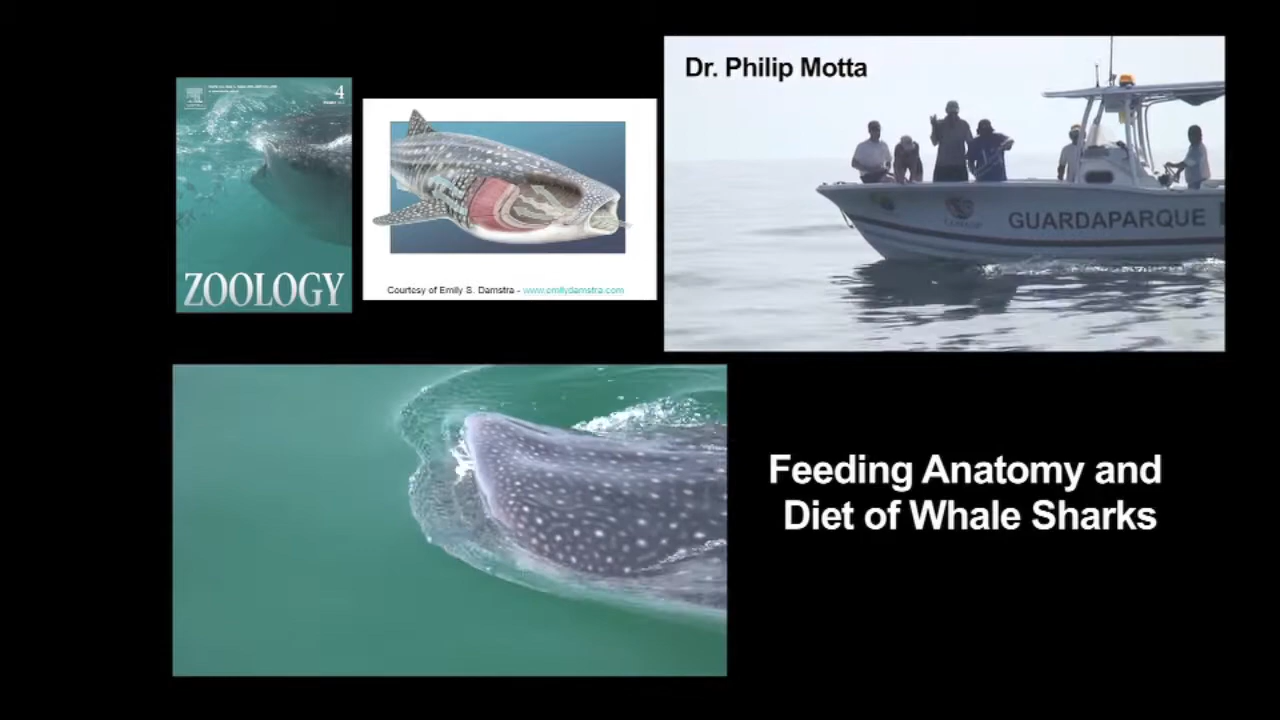 Dr. Philip Motta
4
ZOOLOGY
Courtesy of Emily S. Damstra - www.emilydamstra.com
GUARDAPARQUE
Feeding Anatomy and
Diet of Whale Sharks